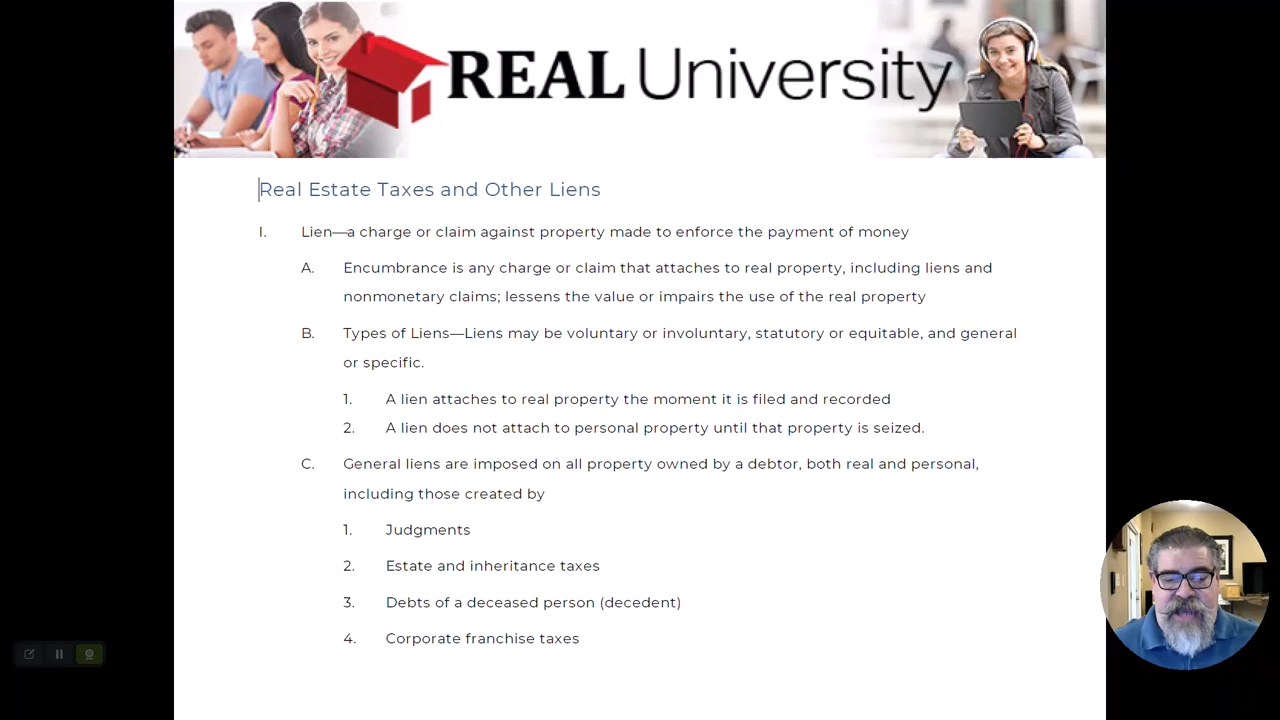 REAL University
Real Estate Taxes and Other Liens
I. Lien—a charge or claim against property made to enforce the payment of money
A. Encumbrance is any charge or claim that attaches to real property, including liens and
nonmonetary claims; lessens the value or impairs the use of the real property
B. Types of Liens—Liens may be voluntary or involuntary, statutory or equitable, and general
or specific.
1. A lien attaches to real property the moment it is filed and recorded
2. A lien does not attach to personal property until that property is seized.
C. General liens are imposed on all property owned by a debtor, both real and personal,
including those created by
1. Judgments
2. Estate and inheritance taxes
3. Debts of a deceased person (decedent)
4. Corporate franchise taxes